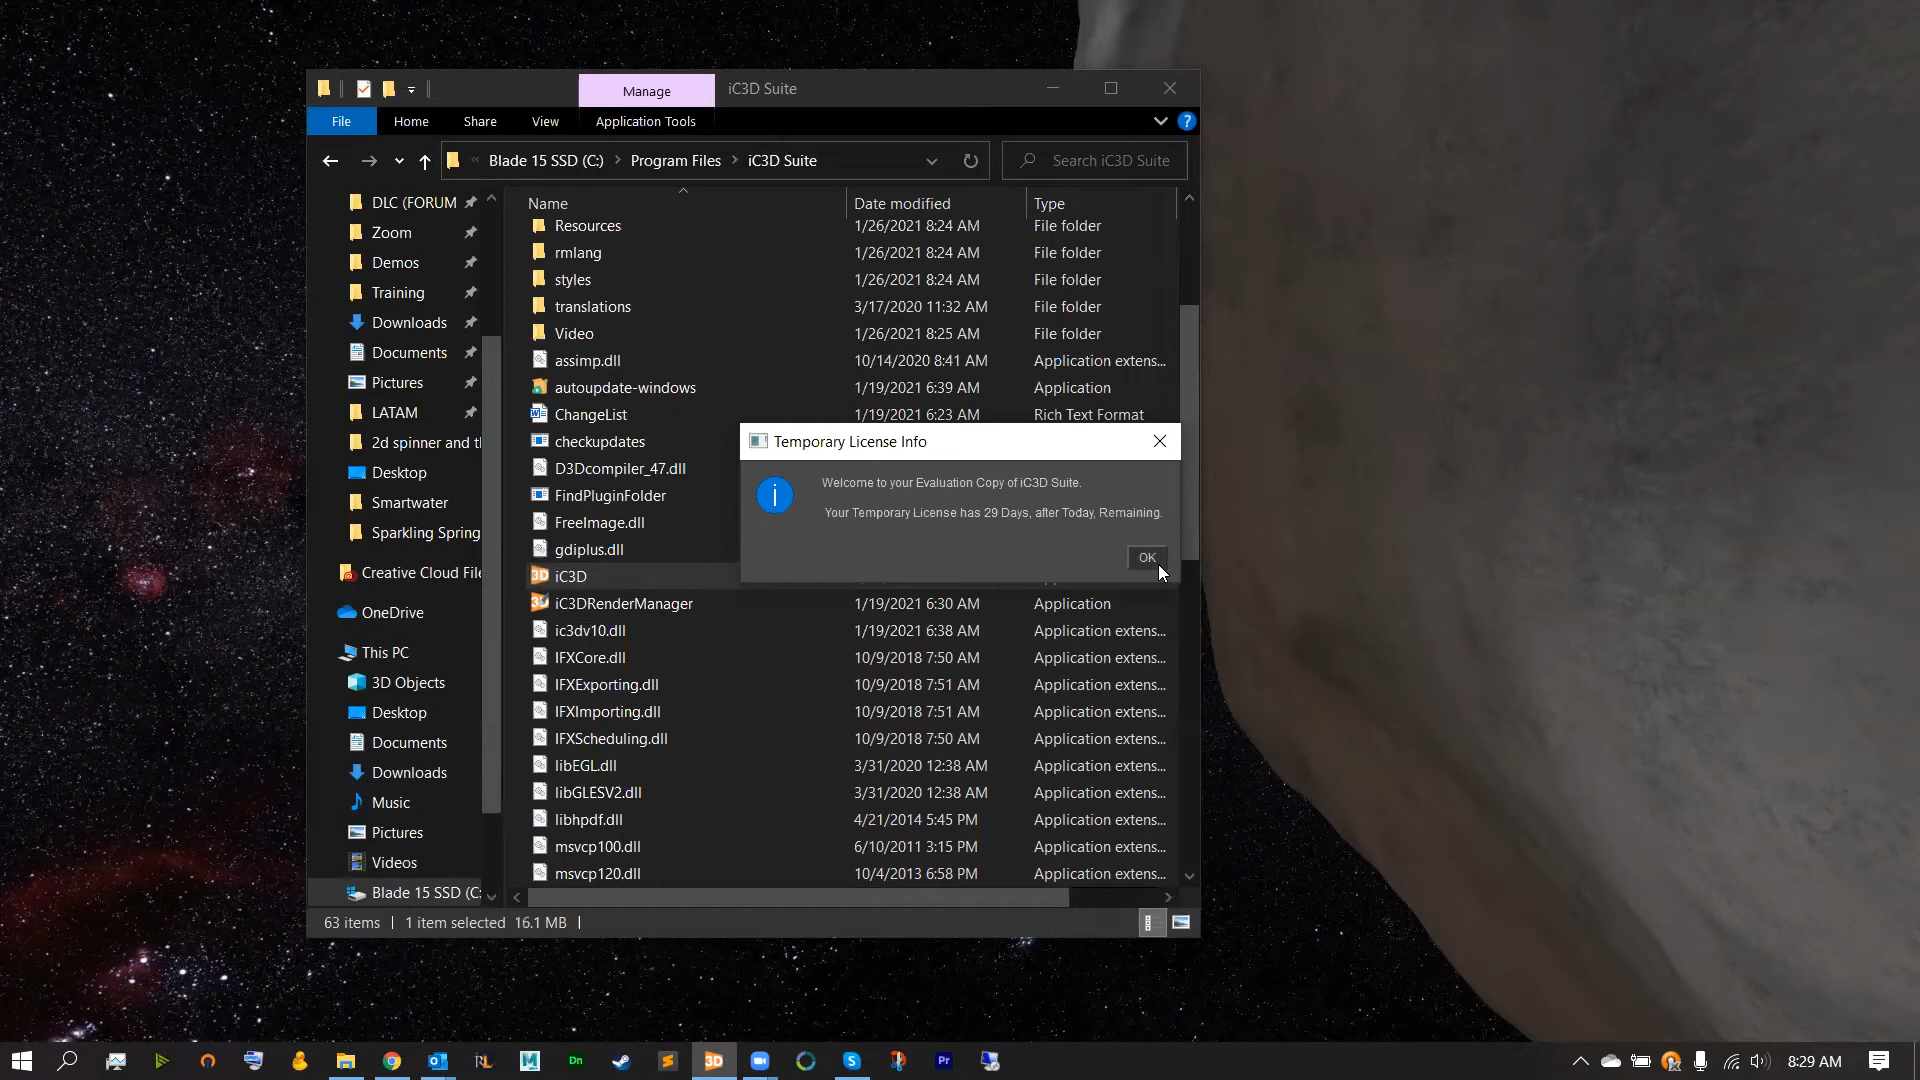 Manage
iC3D Suite
File
Home
Share
View
Application Tools
Blade 15 SSD (C:)
Program Files
iC3D Suite
Search iC3D Suite
DLC (FORUM
Zoom
Demos
Training
Downloads
Documents
Pictures
LATAM
2d spinner and t
Desktop
Smartwater
Sparkling Spring
Creative Cloud File
OneDrive
This PC
3D Objects
Desktop
Documents
Downloads
Music
Pictures
Videos
Blade 15 SSD (C:
Name Date modified Type
Resources 1/26/2021 8:24 AM File folder
rmlang 1/26/2021 8:24 AM File folder
styles 1/26/2021 8:24 AM File folder
translations 3/17/2020 11:32 AM File folder
Video 1/26/2021 8:25 AM File folder
assimp.dll 10/14/2020 8:41 AM Application extens...
autoupdate-windows 1/19/2021 6:39 AM Application
ChangeList 1/19/2021 6:23 AM Rich Text Format
checkupdates
D3Dcompiler_47.dll
FindPluginFolder
FreeImage.dll
gdiplus.dll
iC3D
iC3DRenderManager 1/19/2021 6:30 AM Application
ic3dv10.dll 1/19/2021 6:38 AM Application extens...
IFXCore.dll 10/9/2018 7:50 AM Application extens...
IFXExporting.dll 10/9/2018 7:51 AM Application extens...
IFXImporting.dll 10/9/2018 7:51 AM Application extens...
IFXScheduling.dll 10/9/2018 7:50 AM Application extens...
libEGL.dll 3/31/2020 12:38 AM Application extens...
libGLESV2.dll 3/31/2020 12:38 AM Application extens...
libhpdf.dll 4/21/2014 5:45 PM Application extens...
msvcp100.dll 6/10/2011 3:15 PM Application extens...
msvcp120.dll 10/4/2013 6:58 PM Application extens...
Temporary License Info
Welcome to your Evaluation Copy of iC3D Suite.
Your Temporary License has 29 Days, after Today, Remaining.
OK
63 items
1 item selected 16.1 MB
RL
M
Dn
3D
S
Pr
8:29 AM